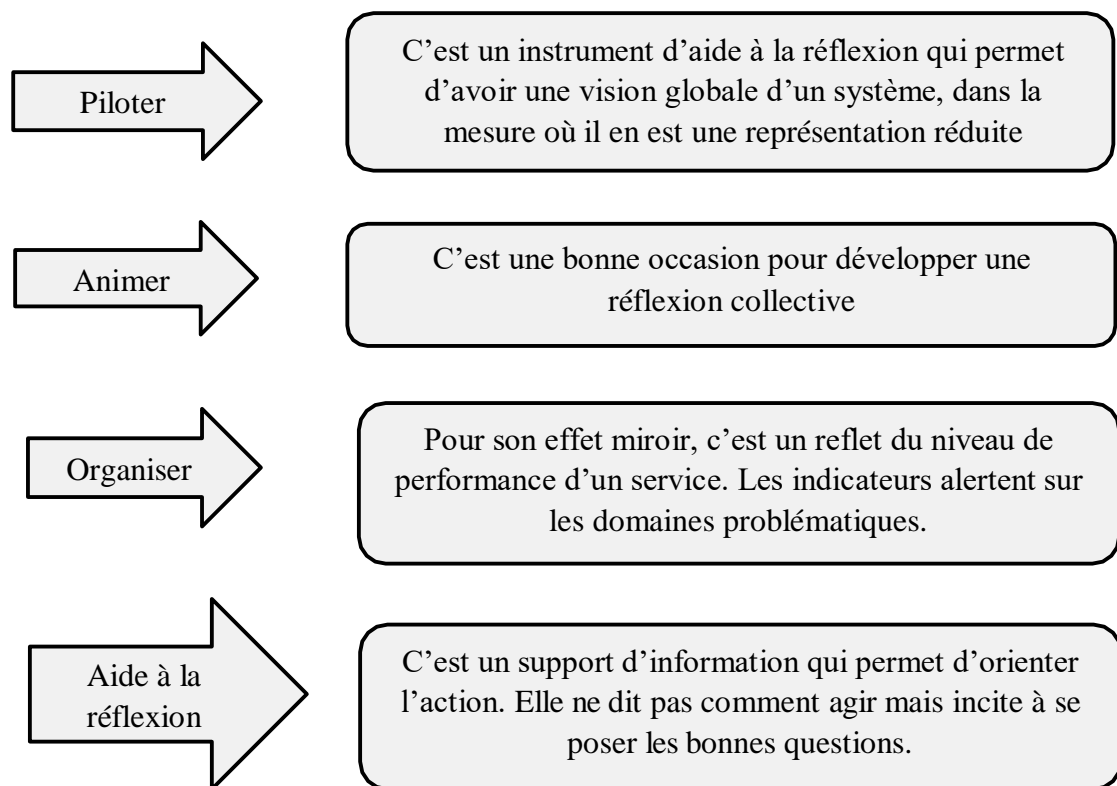 Piloter
C’est un instrument d’aide à la réflexion qui permet
d’avoir une vision globale d’un système, dans la
mesure où il en est une représentation réduite
Animer
C’est une bonne occasion pour développer une
réflexion collective
Organiser
Pour son effet miroir, c’est un reflet du niveau de
performance d’un service. Les indicateurs alertent sur
les domaines problématiques.
Aide à la
réflexion
C’est un support d’information qui permet d’orienter
l’action. Elle ne dit pas comment agir mais incite à se
poser les bonnes questions.